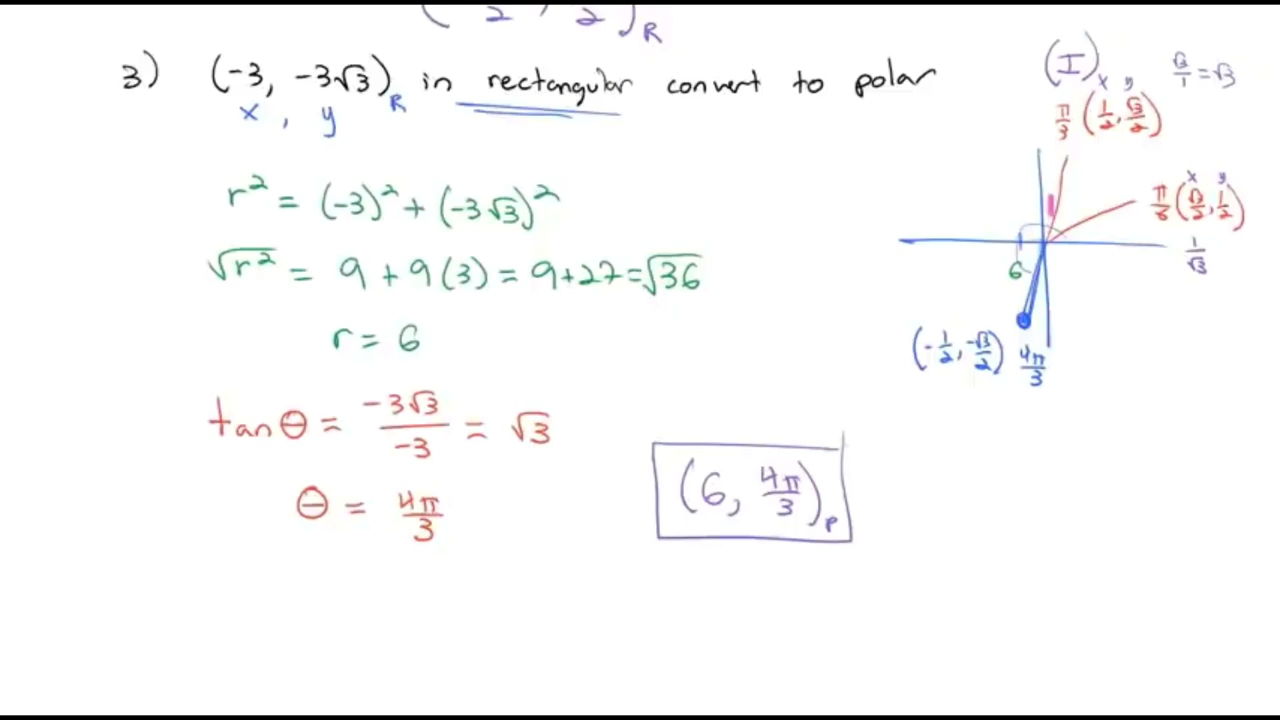 ( 2 , 2 )R
3) (-3, -3√3)R in rectangular convert to polar
x , y
r² = (-3)² + (-3√3)²
√r² = 9 + 9(3) = 9+27 = √36
r = 6
tan θ = -3√3/-3 = √3
θ = 4π/3
(6, 4π/3)P
(I)
√3/1 = √3
x y
π/3 (1/2, √3/2)
x y
π/6 (√3/2, 1/2)
1/√3
6
(-1/2, -√3/2) 4π/3